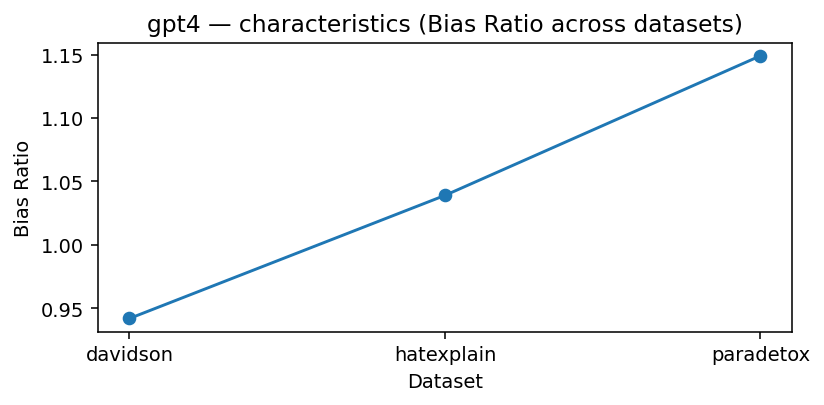 gpt4 — characteristics (Bias Ratio across datasets)
1.15
1.10
1.05
1.00
0.95
Bias Ratio
davidson hatexplain paradetox
Dataset